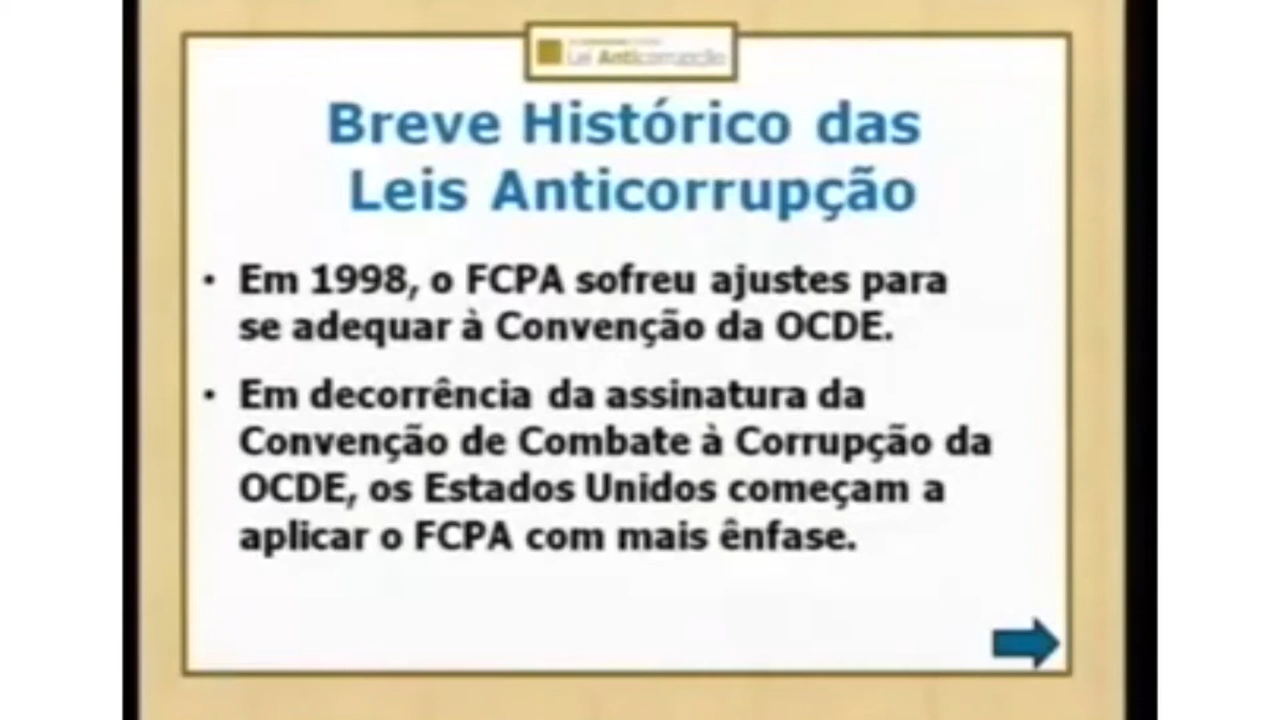 Lei Anticorrupção
Breve Histórico das
Leis Anticorrupção
• Em 1998, o FCPA sofreu ajustes para
se adequar à Convenção da OCDE.
• Em decorrência da assinatura da
Convenção de Combate à Corrupção da
OCDE, os Estados Unidos começam a
aplicar o FCPA com mais ênfase.